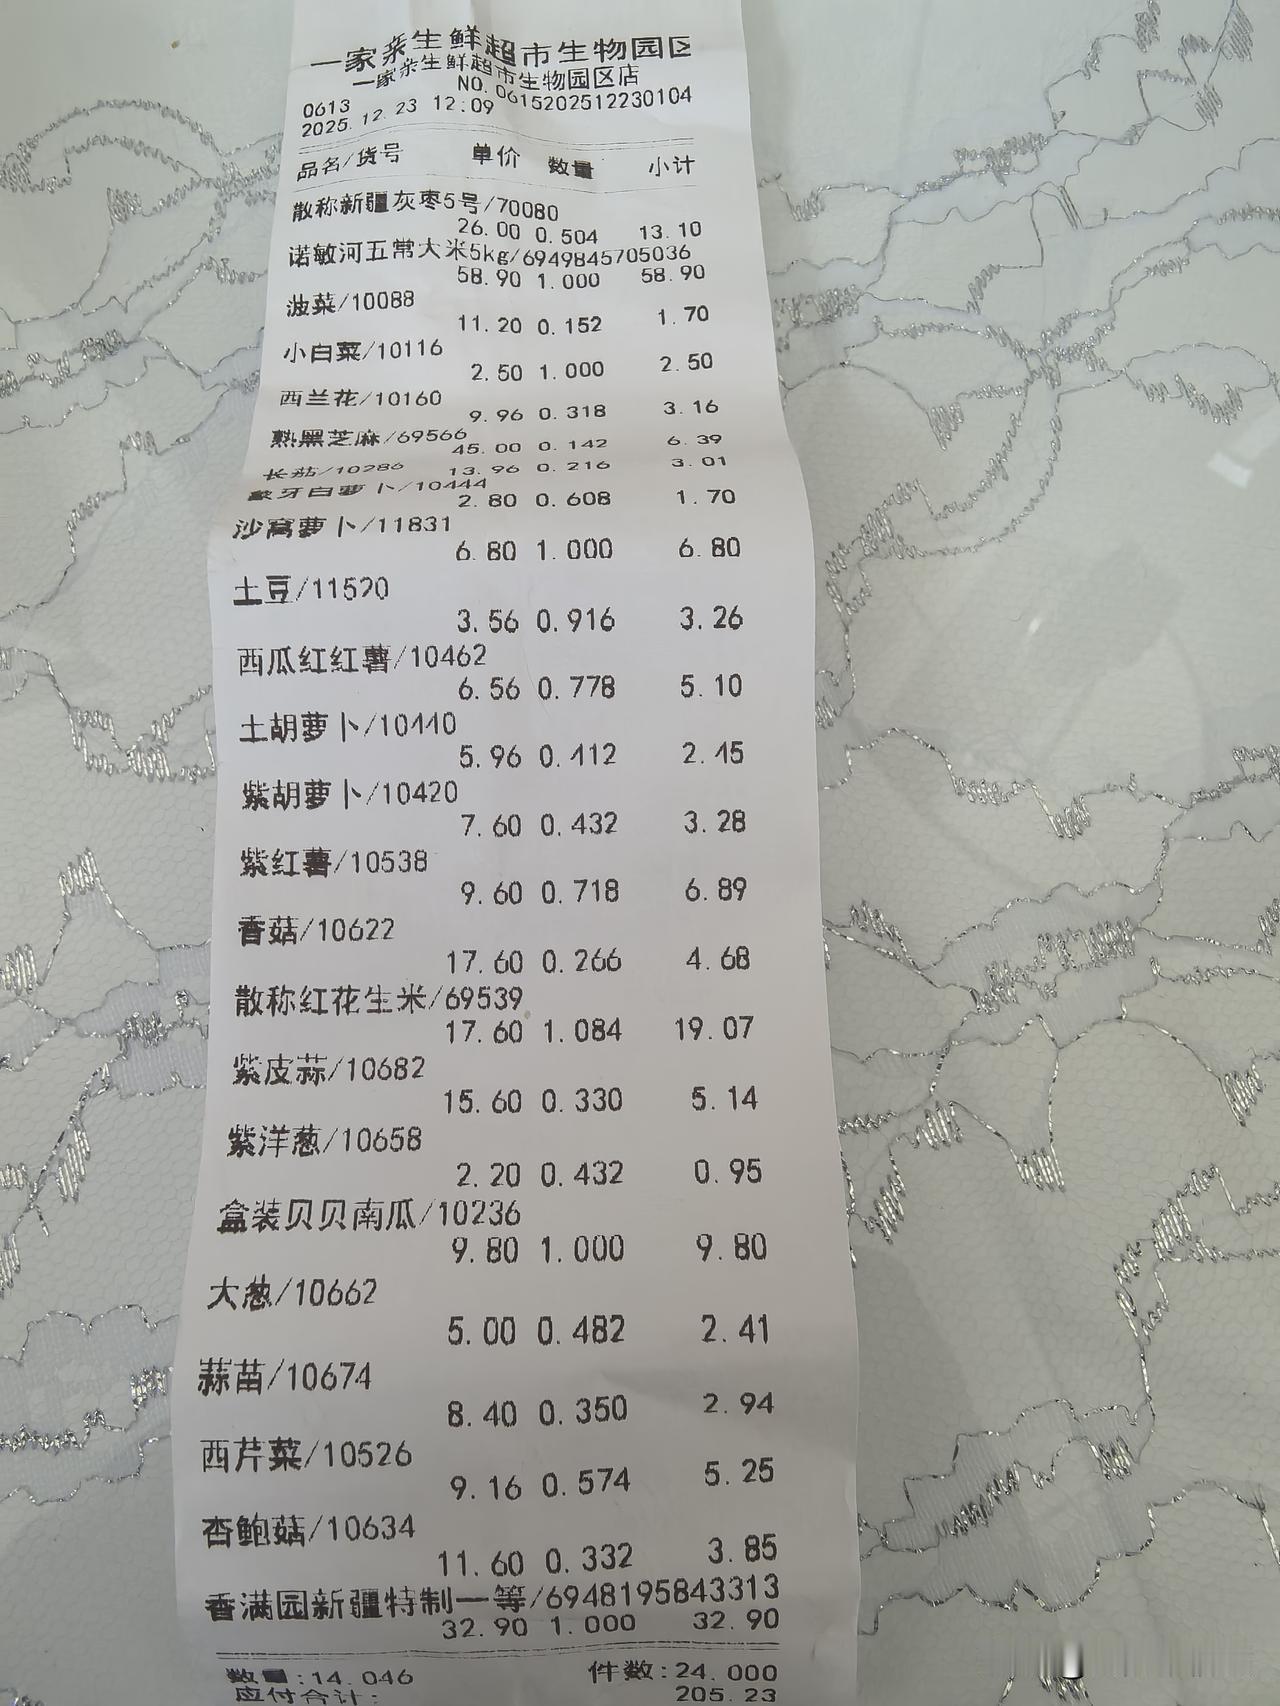 一家亲生鲜超市生物园区
一家亲生鲜超市生物园区店
0613 NO. 0615202512230104
2025.12.23 12:09
品名/货号 单价 数量 小计
散称新疆灰枣5号/70080
26.00 0.504 13.10
诺敏河五常大米5kg/6949845705036
58.90 1.000 58.90
菠菜/10088
11.20 0.152 1.70
小白菜/10116
2.50 1.000 2.50
西兰花/10160
9.96 0.318 3.16
熟黑芝麻/69566
45.00 0.142 6.39
长茄/10286
13.96 0.216 3.01
象牙白萝卜/10444
2.80 0.608 1.70
沙窝萝卜/11831
6.80 1.000 6.80
土豆/11520
3.56 0.916 3.26
西瓜红红薯/10462
6.56 0.778 5.10
土胡萝卜/10440
5.96 0.412 2.45
紫胡萝卜/10420
7.60 0.432 3.28
紫红薯/10538
9.60 0.718 6.89
香菇/10622
17.60 0.266 4.68
散称红花生米/69539
17.60 1.084 19.07
紫皮蒜/10682
15.60 0.330 5.14
紫洋葱/10658
2.20 0.432 0.95
盒装贝贝南瓜/10236
9.80 1.000 9.80
大葱/10662
5.00 0.482 2.41
蒜苗/10674
8.40 0.350 2.94
西芹菜/10526
9.16 0.574 5.25
杏鲍菇/10634
11.60 0.332 3.85
香满园新疆特制一等/6948195843313
32.90 1.000 32.90
数量:14.046 件数:24.000
应付合计: 205.23